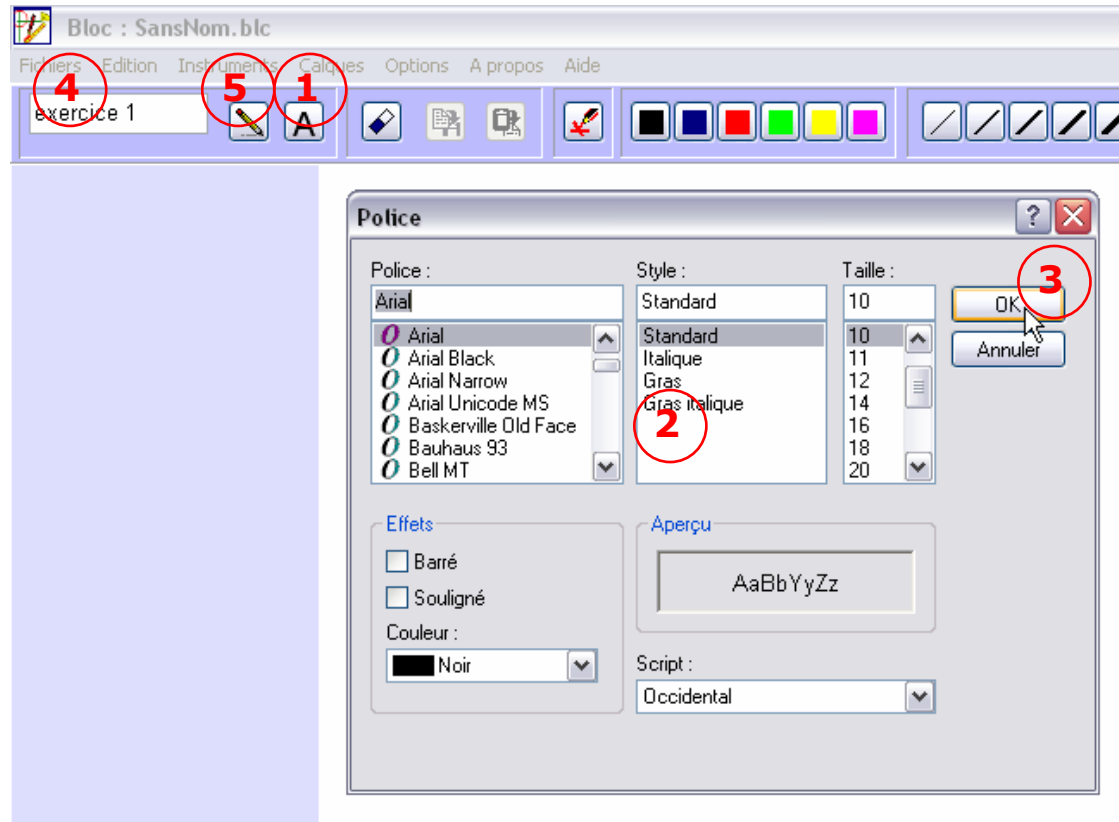 Bloc : SansNom.blc
Fichiers Edition Instruments Calques Options A propos Aide
4 5 1
exercice 1
A
Police
?
3
Police : Style : Taille :
Arial Standard 10 OK
Arial Standard 10 Annuler
Arial Black Italique 11
Arial Narrow Gras 12
Arial Unicode MS Gras italique 14
2
Baskerville Old Face 16
Bauhaus 93 18
Bell MT 20
Effets Aperçu
Barré
AaBbYyZz
Souligné
Couleur :
Noir Script :
Occidental